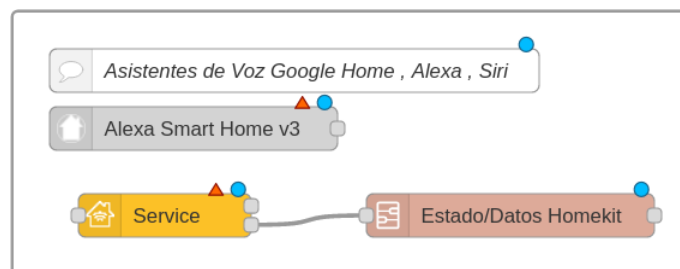 Asistentes de Voz Google Home , Alexa , Siri
Alexa Smart Home v3
Service
Estado/Datos Homekit